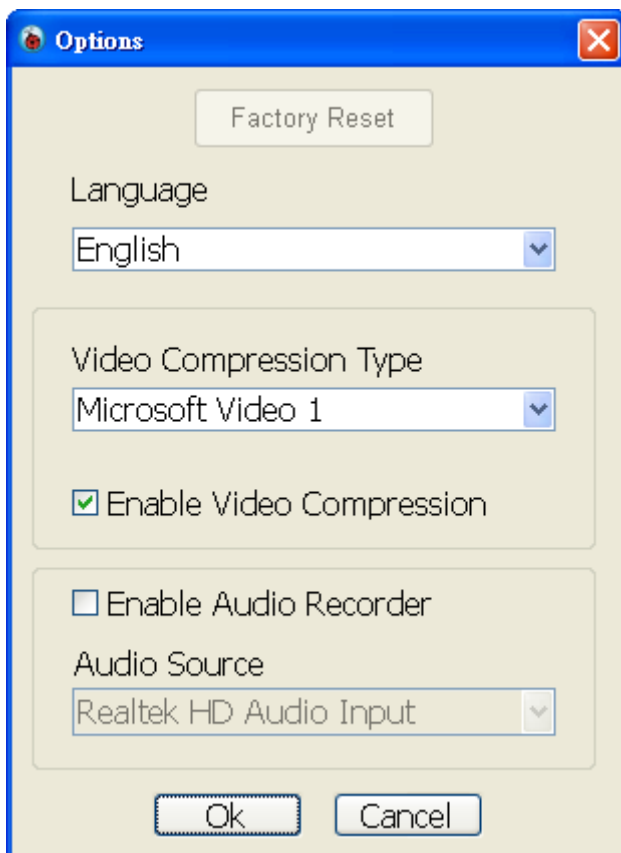 Options
Factory Reset
Language
English
Video Compression Type
Microsoft Video 1
Enable Video Compression
Enable Audio Recorder
Audio Source
Realtek HD Audio Input
Ok
Cancel